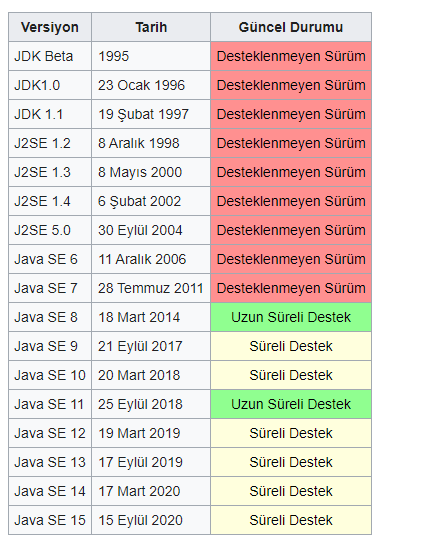 Versiyon Tarih Güncel Durumu
JDK Beta 1995 Desteklenmeyen Sürüm
JDK1.0 23 Ocak 1996 Desteklenmeyen Sürüm
JDK 1.1 19 Şubat 1997 Desteklenmeyen Sürüm
J2SE 1.2 8 Aralık 1998 Desteklenmeyen Sürüm
J2SE 1.3 8 Mayıs 2000 Desteklenmeyen Sürüm
J2SE 1.4 6 Şubat 2002 Desteklenmeyen Sürüm
J2SE 5.0 30 Eylül 2004 Desteklenmeyen Sürüm
Java SE 6 11 Aralık 2006 Desteklenmeyen Sürüm
Java SE 7 28 Temmuz 2011 Desteklenmeyen Sürüm
Java SE 8 18 Mart 2014 Uzun Süreli Destek
Java SE 9 21 Eylül 2017 Süreli Destek
Java SE 10 20 Mart 2018 Süreli Destek
Java SE 11 25 Eylül 2018 Uzun Süreli Destek
Java SE 12 19 Mart 2019 Süreli Destek
Java SE 13 17 Eylül 2019 Süreli Destek
Java SE 14 17 Mart 2020 Süreli Destek
Java SE 15 15 Eylül 2020 Süreli Destek